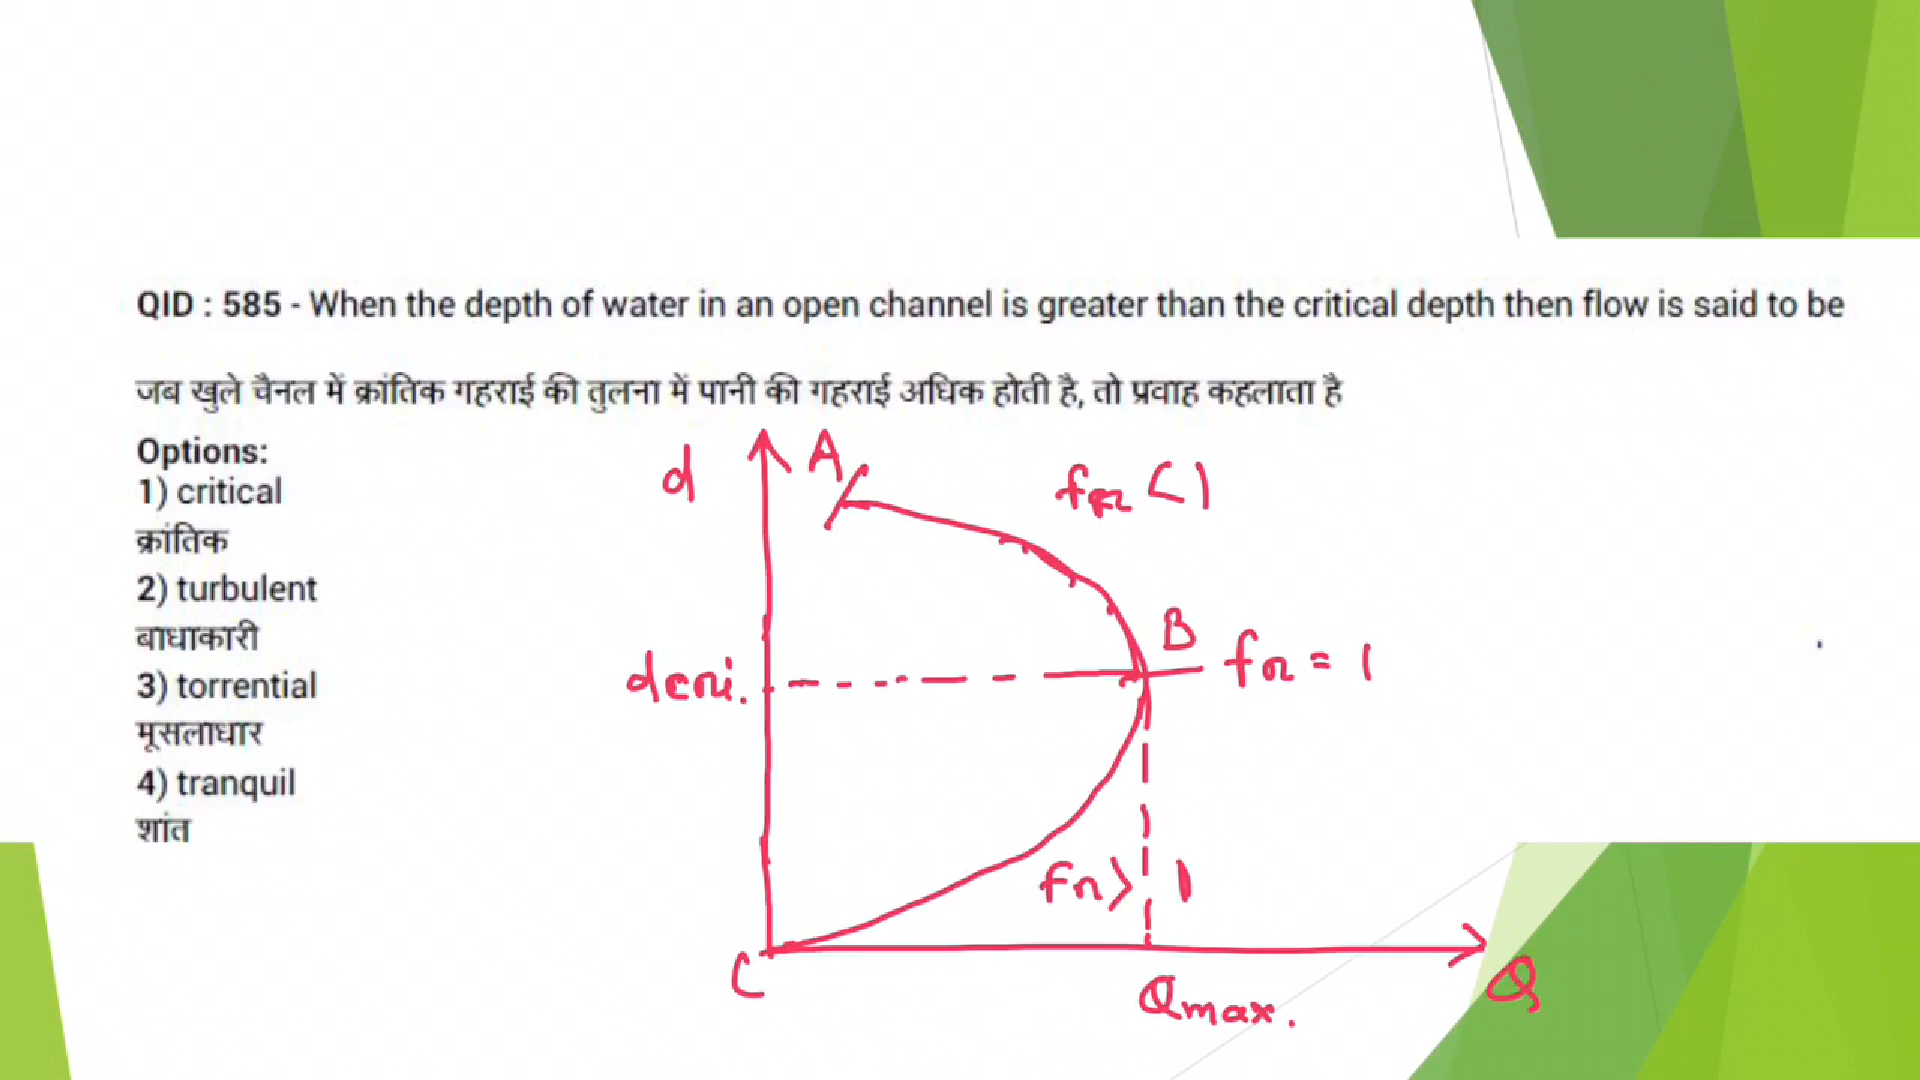 QID : 585 - When the depth of water in an open channel is greater than the critical depth then flow is said to be
जब खुले चैनल में क्रांतिक गहराई की तुलना में पानी की गहराई अधिक होती है, तो प्रवाह कहलाता है
Options:
1) critical
क्रांतिक
2) turbulent
बाधाकारी
3) torrential
मूसलाधार
4) tranquil
शांत
d
A
B
fr = 1
dcri.
fr > 1
C
Qmax.
Q